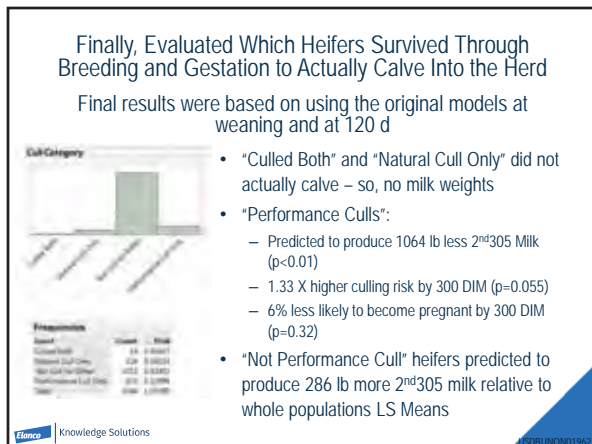 Finally, Evaluated Which Heifers Survived Through
Breeding and Gestation to Actually Calve Into the Herd
Final results were based on using the original models at
weaning and at 120 d
Cull Category
• "Culled Both" and "Natural Cull Only" did not
actually calve – so, no milk weights
• "Performance Culls":
– Predicted to produce 1064 lb less 2nd305 Milk
(p<0.01)
– 1.33 X higher culling risk by 300 DIM (p=0.055)
– 6% less likely to become pregnant by 300 DIM
(p=0.32)
• "Not Performance Cull" heifers predicted to
produce 286 lb more 2nd305 milk relative to
whole populations LS Means
Frequencies
Level Count Prob
Elanco Knowledge Solutions